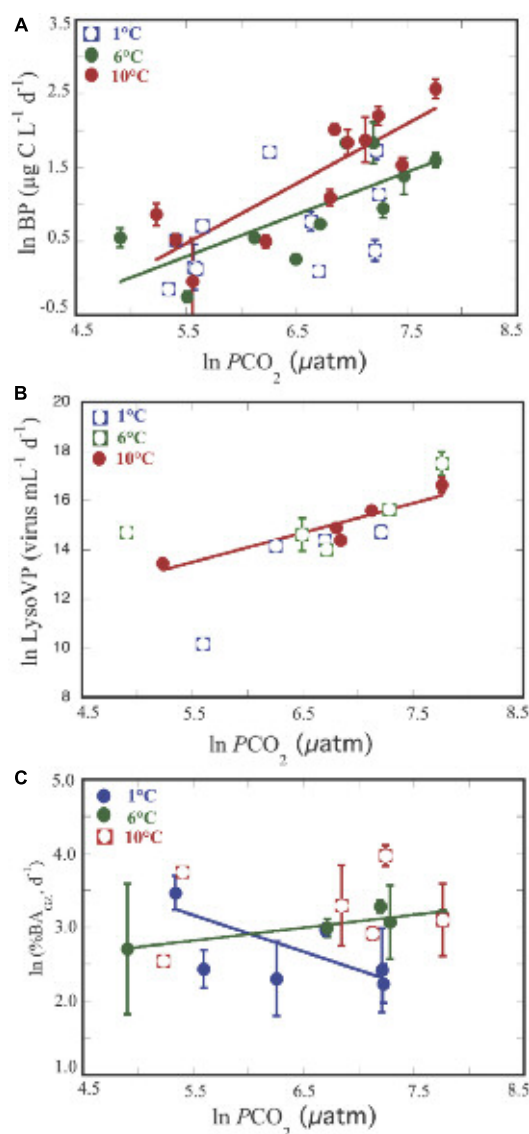 A
1°C
6°C
10°C
ln BP (µg C L⁻¹ d⁻¹)
2.5
1.5
0.5
-0.5
4.5 5.5 6.5 7.5 8.5
ln PCO₂ (µatm)
B
1°C
6°C
10°C
ln LysoVP (virus mL⁻¹ d⁻¹)
20
18
16
14
12
10
8
4.5 5.5 6.5 7.5 8.5
ln PCO₂ (µatm)
C
1°C
6°C
10°C
ln (%BA_GZ, d⁻¹)
5.0
4.0
3.0
2.0
1.0
4.5 5.5 6.5 7.5 8.5
ln PCO₂ (µatm)